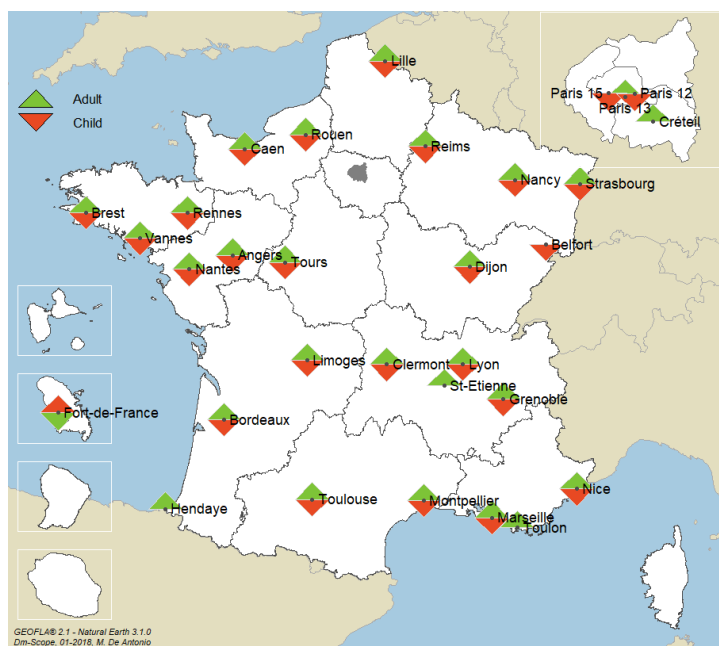 Adult
Child
Lille
Paris 15
Paris 12
Paris 13
Créteil
Rouen
Caen
Reims
Nancy
Strasbourg
Brest
Rennes
Vannes
Belfort
Angers
Tours
Nantes
Dijon
Limoges
Clermont
Lyon
St-Etienne
Grenoble
Fort-de-France
Bordeaux
Nice
Toulouse
Montpellier
Hendaye
Marseille
Toulon
GEOFLA® 2.1 - Natural Earth 3.1.0
Dm-Scope, 01-2018, M. De Antonio